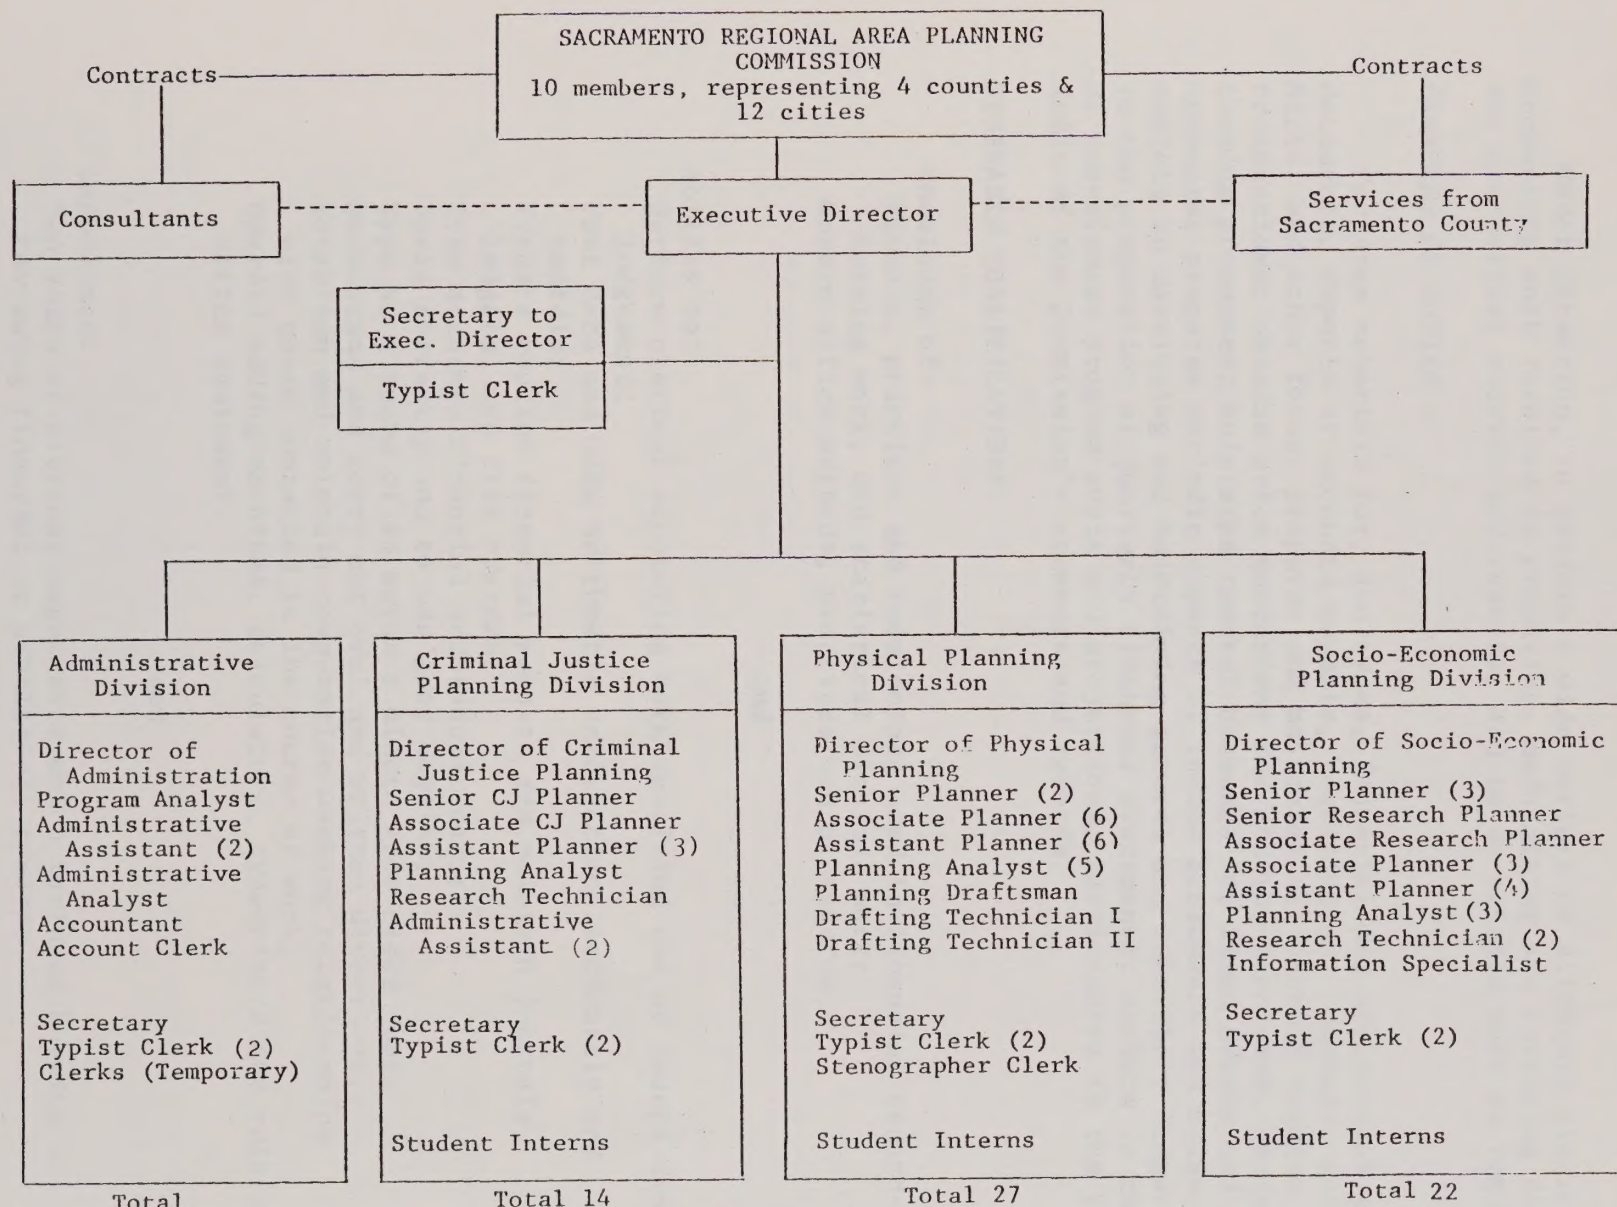 SACRAMENTO REGIONAL AREA PLANNING
COMMISSION
10 members, representing 4 counties &
12 cities
Contracts
Contracts
Consultants
Executive Director
Services from
Sacramento County
Secretary to
Exec. Director
Typist Clerk
Administrative
Division
Director of
Administration
Program Analyst
Administrative
Assistant (2)
Administrative
Analyst
Accountant
Account Clerk
Secretary
Typist Clerk (2)
Clerks (Temporary)
Total
Criminal Justice
Planning Division
Director of Criminal
Justice Planning
Senior CJ Planner
Associate CJ Planner
Assistant Planner (3)
Planning Analyst
Research Technician
Administrative
Assistant (2)
Secretary
Typist Clerk (2)
Student Interns
Total 14
Physical Planning
Division
Director of Physical
Planning
Senior Planner (2)
Associate Planner (6)
Assistant Planner (6)
Planning Analyst (5)
Planning Draftsman
Drafting Technician I
Drafting Technician II
Secretary
Typist Clerk (2)
Stenographer Clerk
Student Interns
Total 27
Socio-Economic
Planning Division
Director of Socio-Economic
Planning
Senior Planner (3)
Senior Research Planner
Associate Research Planner
Associate Planner (3)
Assistant Planner (4)
Planning Analyst (3)
Research Technician (2)
Information Specialist
Secretary
Typist Clerk (2)
Student Interns
Total 22